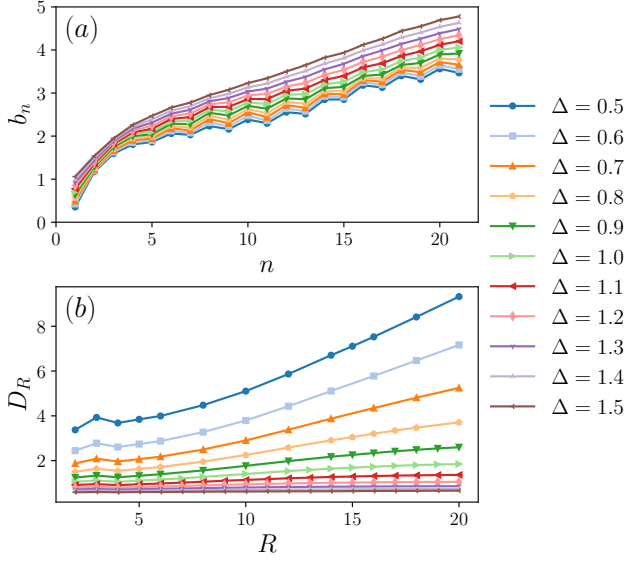 (a)
5
4
3
2
1
0
b_n
0 5 10 15 20
n
(b)
8
6
4
2
D_R
5 10 15 20
R
Δ = 0.5
Δ = 0.6
Δ = 0.7
Δ = 0.8
Δ = 0.9
Δ = 1.0
Δ = 1.1
Δ = 1.2
Δ = 1.3
Δ = 1.4
Δ = 1.5